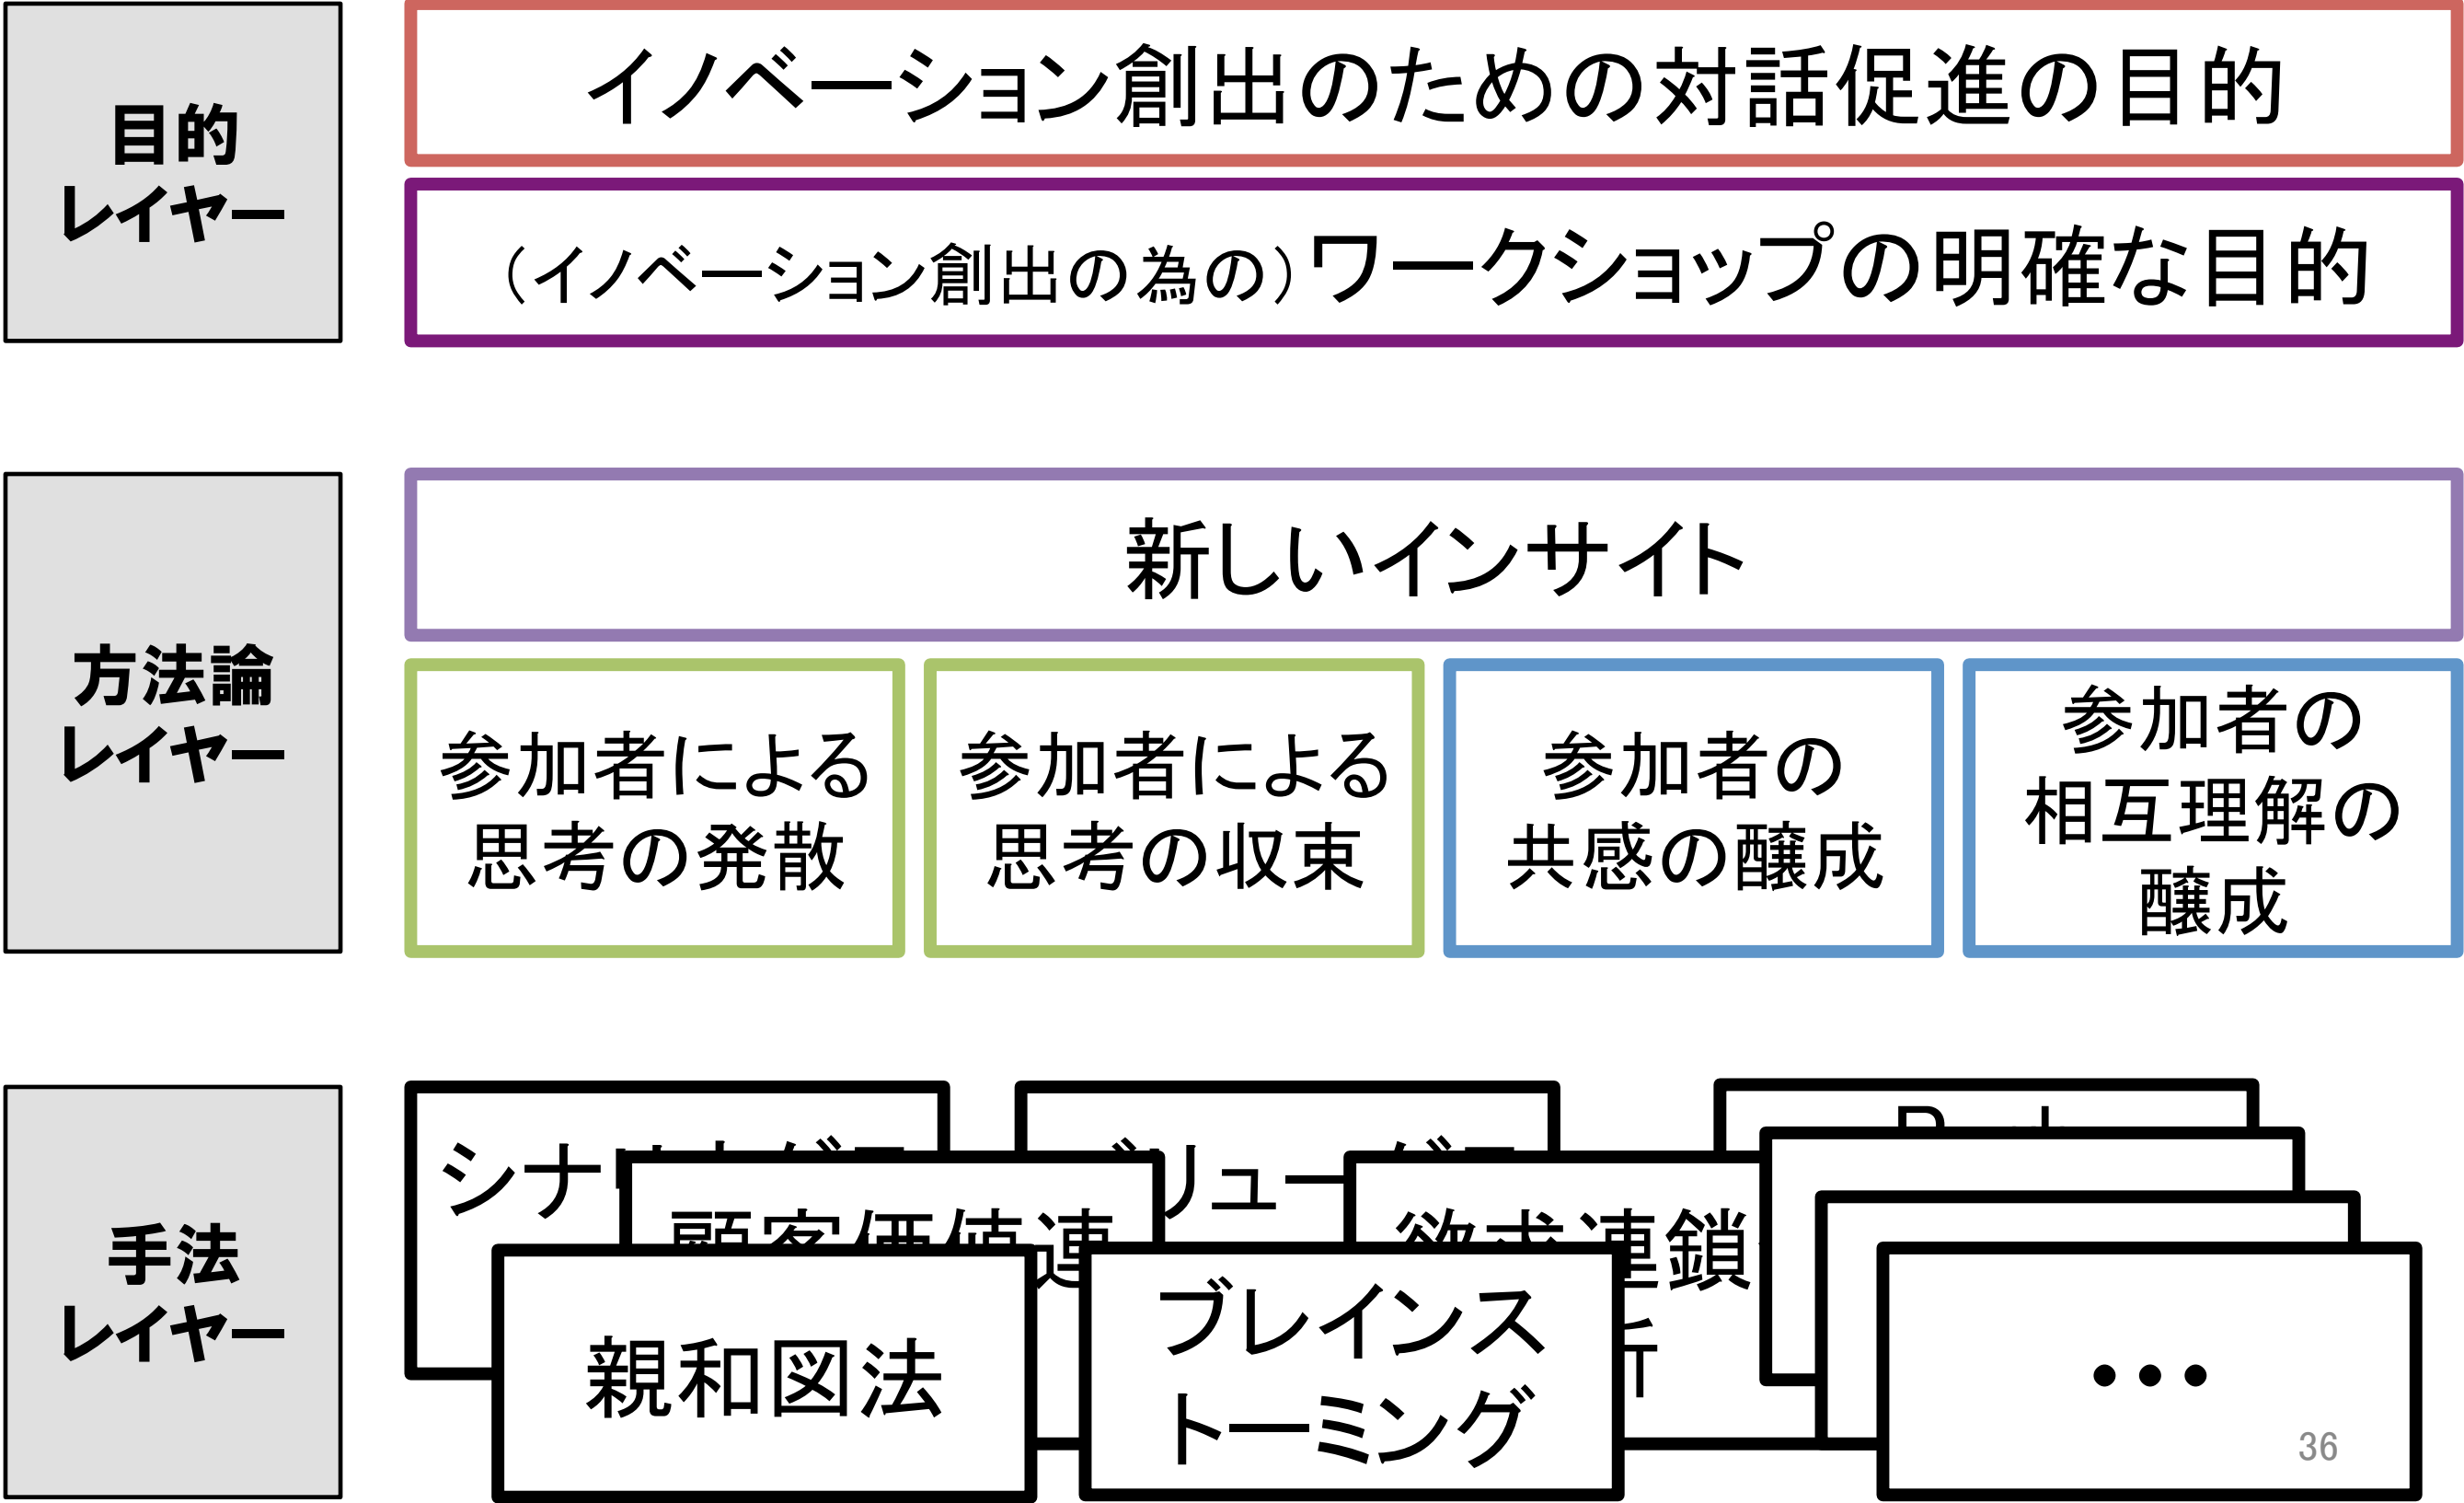 目的
レイヤー
イノベーション創出のための対話促進の目的
（イノベーション創出の為の）ワークショップの明確な目的
方法論
レイヤー
新しいインサイト
参加者による
思考の発散
参加者による
思考の収束
参加者の
共感の醸成
参加者の
相互理解の
醸成
手法
レイヤー
シナ
親和図法
ブレインス
トーミング
・・・
36